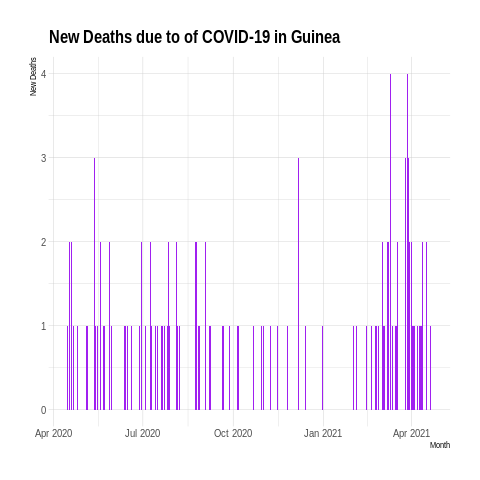 New Deaths due to of COVID-19 in Guinea
New Deaths
4
3
2
1
0
Apr 2020 Jul 2020 Oct 2020 Jan 2021 Apr 2021
Month